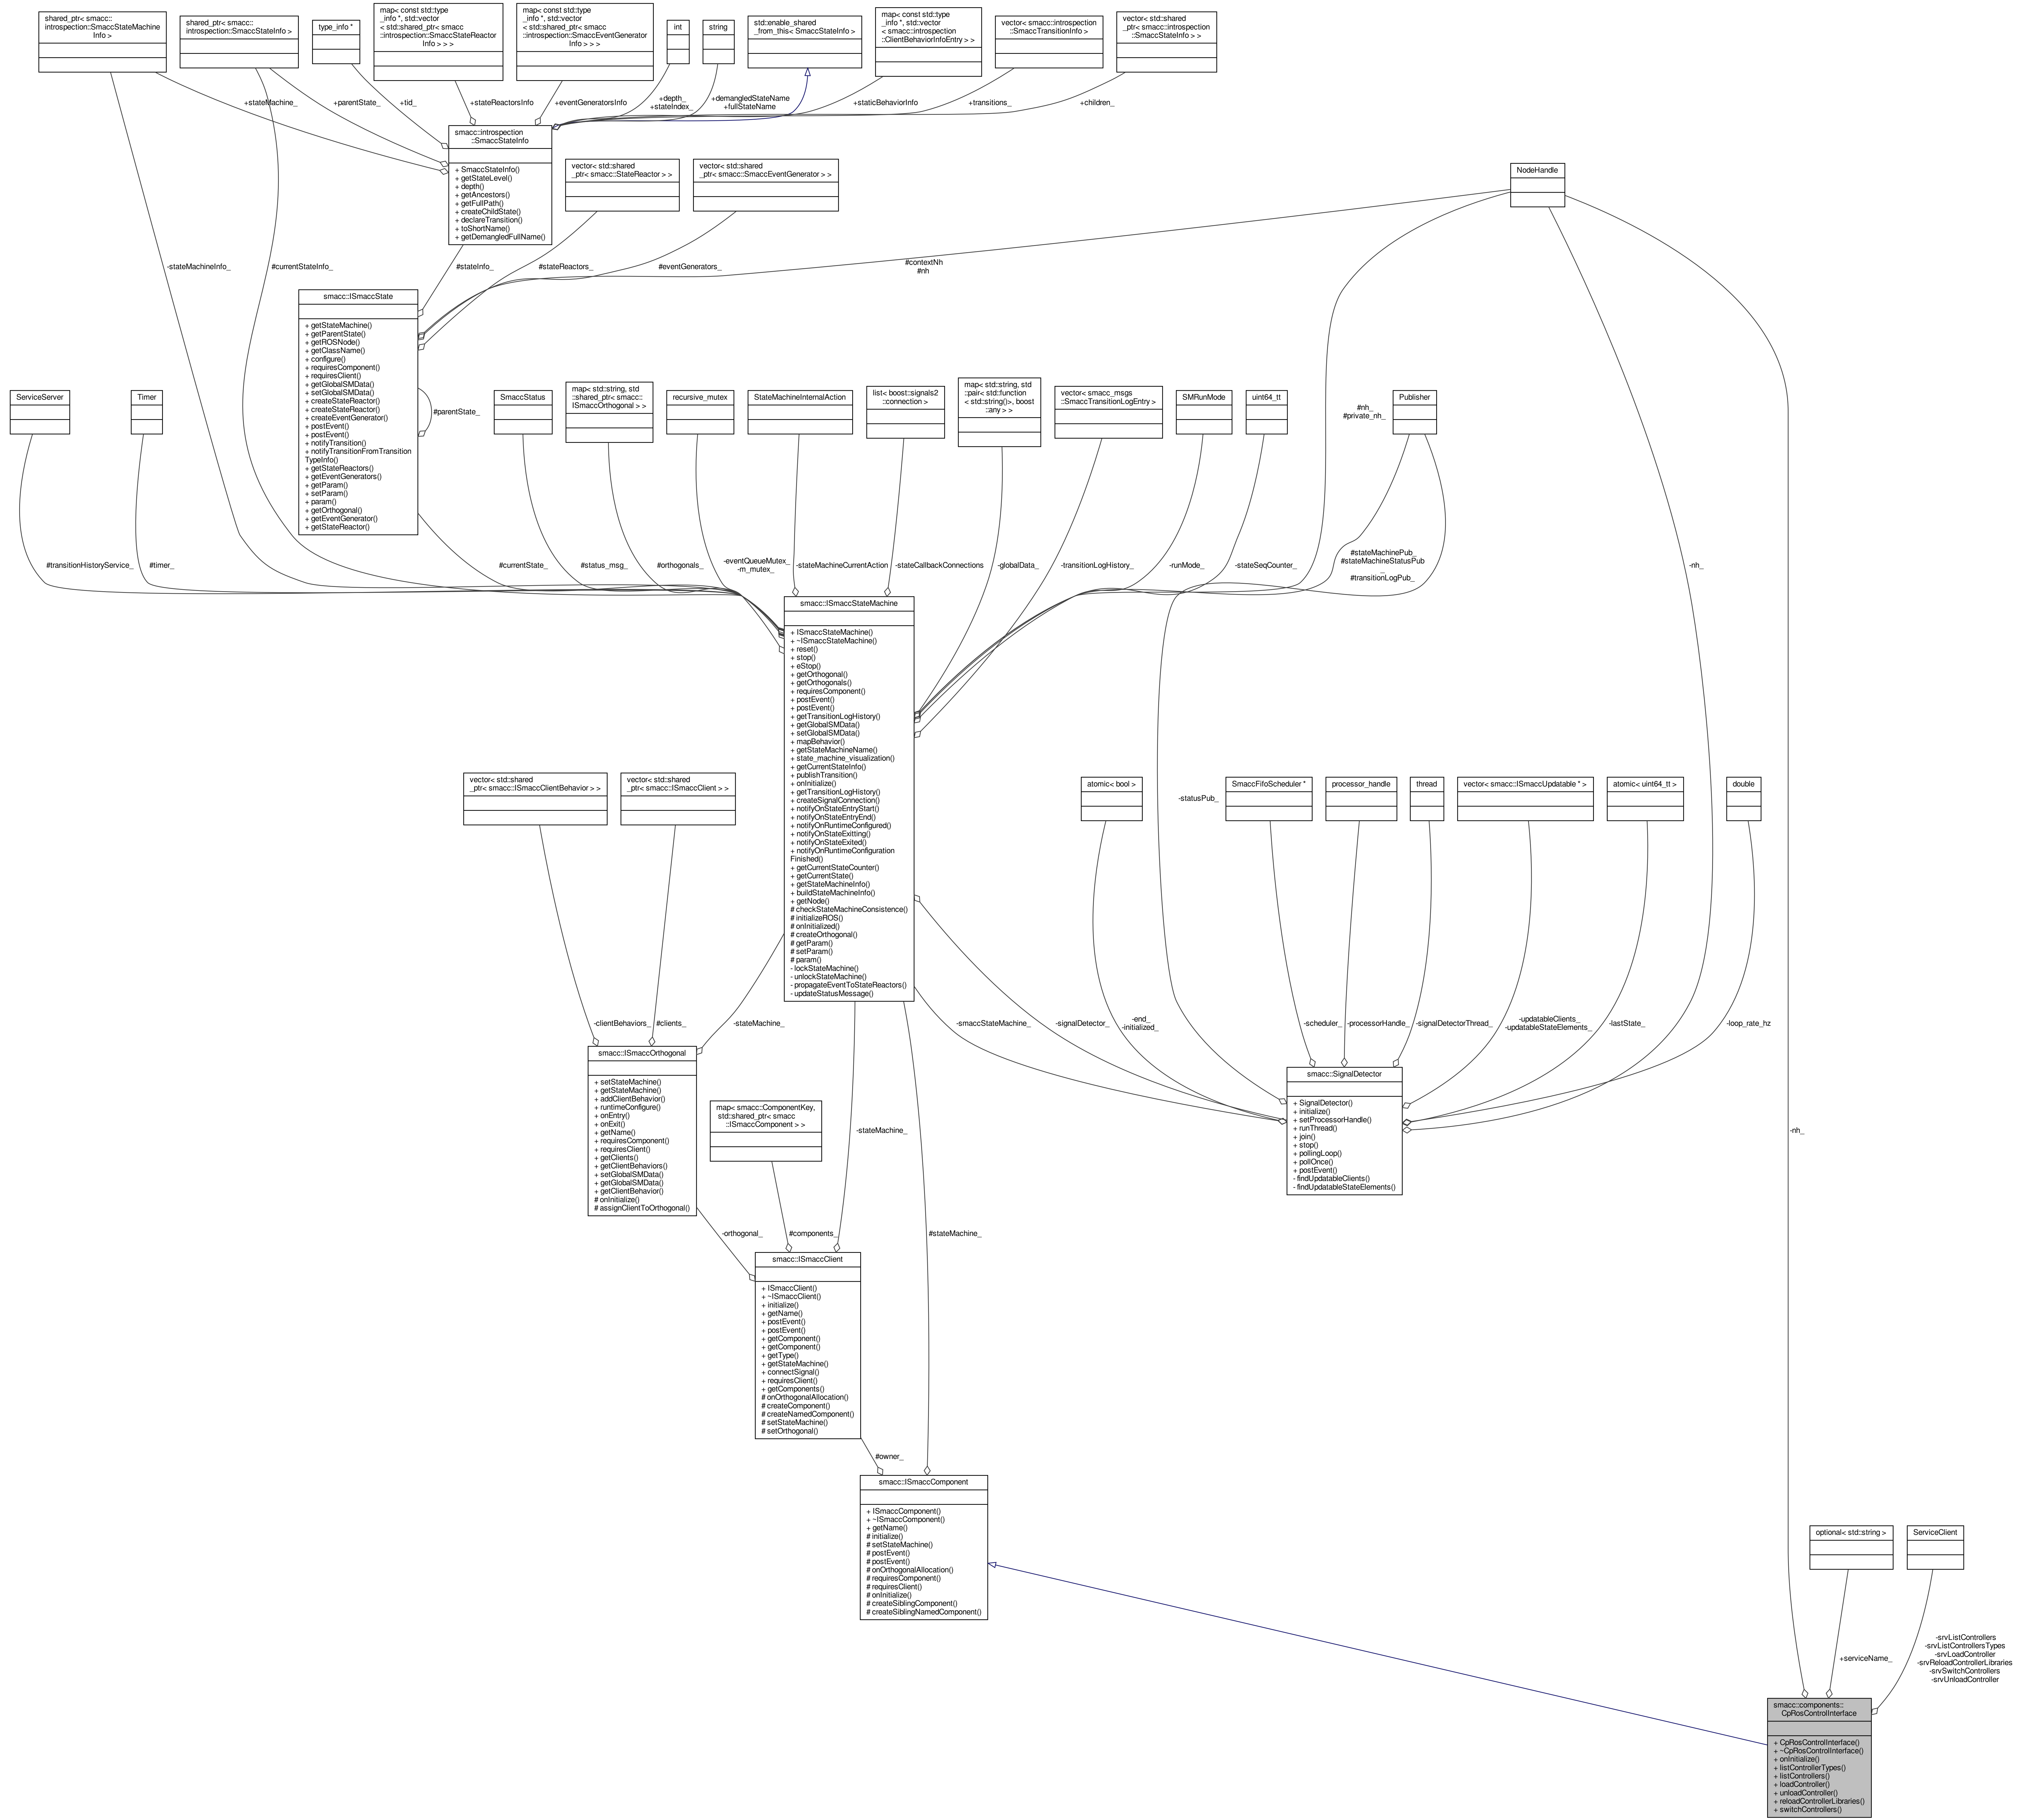 shared_ptr< smacc::
introspection::SmaccStateMachine
Info >
shared_ptr< smacc::
introspection::SmaccStateInfo >
type_info *
map< const std::type
_info *, std::vector
< std::shared_ptr< smacc
::introspection::SmaccStateReactor
Info > > >
map< const std::type
_info *, std::vector
< std::shared_ptr< smacc
::introspection::SmaccEventGenerator
Info > > >
int
string
std::enable_shared
_from_this< SmaccStateInfo >
map< const std::type
_info *, std::vector
< smacc::introspection
::ClientBehaviorInfoEntry > >
vector< smacc::introspection
::SmaccTransitionInfo >
vector< std::shared
_ptr< smacc::introspection
::SmaccStateInfo > >
+stateMachine_
+parentState_
+tid_
+stateReactorsInfo
+eventGeneratorsInfo
+depth_
+stateIndex_
+demangledStateName
+fullStateName
+staticBehaviorInfo
+transitions_
+children_
smacc::introspection
::SmaccStateInfo
+ SmaccStateInfo()
+ getStateLevel()
+ depth()
+ getAncestors()
+ getFullPath()
+ createChildState()
+ declareTransition()
+ toShortName()
+ getDemangledFullName()
vector< std::shared
_ptr< smacc::StateReactor > >
vector< std::shared
_ptr< smacc::SmaccEventGenerator > >
NodeHandle
-stateMachineInfo_
#currentStateInfo_
#stateInfo_
#stateReactors_
#eventGenerators_
#contextNh
#nh
smacc::ISmaccState
+ getStateMachine()
+ getParentState()
+ getROSNode()
+ getClassName()
+ configure()
+ requiresComponent()
+ requiresClient()
+ getGlobalSMData()
+ setGlobalSMData()
+ createStateReactor()
+ createStateReactor()
+ createEventGenerator()
+ postEvent()
+ postEvent()
+ notifyTransition()
+ notifyTransitionFromTransition
TypeInfo()
+ getStateReactors()
+ getEventGenerators()
+ getParam()
+ setParam()
+ param()
+ getOrthogonal()
+ getEventGenerator()
+ getStateReactor()
#parentState_
ServiceServer
Timer
SmaccStatus
map< std::string, std
::shared_ptr< smacc::
ISmaccOrthogonal > >
recursive_mutex
StateMachineInternalAction
list< boost::signals2
::connection >
map< std::string, std
::pair< std::function
< std::string()>, boost
::any > >
vector< smacc_msgs
::SmaccTransitionLogEntry >
SMRunMode
uint64_tt
#nh_
#private_nh_
Publisher
#transitionHistoryService_
#timer_
#currentState_
#status_msg_
#orthogonals_
-eventQueueMutex_
-m_mutex_
-stateMachineCurrentAction
-stateCallbackConnections
-globalData_
-transitionLogHistory_
-runMode_
-stateSeqCounter_
#stateMachinePub_
#stateMachineStatusPub
_
#transitionLogPub_
-nh_
smacc::ISmaccStateMachine
+ ISmaccStateMachine()
+ ~ISmaccStateMachine()
+ reset()
+ stop()
+ eStop()
+ getOrthogonal()
+ getOrthogonals()
+ requiresComponent()
+ postEvent()
+ postEvent()
+ getTransitionLogHistory()
+ getGlobalSMData()
+ setGlobalSMData()
+ mapBehavior()
+ getStateMachineName()
+ state_machine_visualization()
+ getCurrentStateInfo()
+ publishTransition()
+ onInitialize()
+ getTransitionLogHistory()
+ createSignalConnection()
+ notifyOnStateEntryStart()
+ notifyOnStateEntryEnd()
+ notifyOnRuntimeConfigured()
+ notifyOnStateExitting()
+ notifyOnStateExited()
+ notifyOnRuntimeConfiguration
Finished()
+ getCurrentStateCounter()
+ getCurrentState()
+ getStateMachineInfo()
+ buildStateMachineInfo()
+ getNode()
# checkStateMachineConsistence()
# initializeROS()
# onInitialized()
# createOrthogonal()
# getParam()
# setParam()
# param()
- lockStateMachine()
- unlockStateMachine()
- propagateEventToStateReactors()
- updateStatusMessage()
vector< std::shared
_ptr< smacc::ISmaccClientBehavior > >
vector< std::shared
_ptr< smacc::ISmaccClient > >
atomic< bool >
-statusPub_
SmaccFifoScheduler *
processor_handle
thread
vector< smacc::ISmaccUpdatable * >
atomic< uint64_tt >
double
-clientBehaviors_
#clients_
-stateMachine_
-smaccStateMachine_
-signalDetector_
-end_
-initialized_
-scheduler_
-processorHandle_
-signalDetectorThread_
-updatableClients_
-updatableStateElements_
-lastState_
-loop_rate_hz
smacc::ISmaccOrthogonal
+ setStateMachine()
+ getStateMachine()
+ addClientBehavior()
+ runtimeConfigure()
+ onEntry()
+ onExit()
+ getName()
+ requiresComponent()
+ requiresClient()
+ getClients()
+ getClientBehaviors()
+ setGlobalSMData()
+ getGlobalSMData()
+ getClientBehavior()
# onInitialize()
# assignClientToOrthogonal()
smacc::SignalDetector
+ SignalDetector()
+ initialize()
+ setProcessorHandle()
+ runThread()
+ join()
+ stop()
+ pollingLoop()
+ pollOnce()
+ postEvent()
- findUpdatableClients()
- findUpdatableStateElements()
map< smacc::ComponentKey,
std::shared_ptr< smacc
::ISmaccComponent > >
-stateMachine_
-nh_
-orthogonal_
#components_
#stateMachine_
smacc::ISmaccClient
+ ISmaccClient()
+ ~ISmaccClient()
+ initialize()
+ getName()
+ postEvent()
+ postEvent()
+ getComponent()
+ getComponent()
+ getType()
+ getStateMachine()
+ connectSignal()
+ requiresClient()
+ getComponents()
# onOrthogonalAllocation()
# createComponent()
# createNamedComponent()
# setStateMachine()
# setOrthogonal()
#owner_
smacc::ISmaccComponent
+ ISmaccComponent()
+ ~ISmaccComponent()
+ getName()
# initialize()
# setStateMachine()
# postEvent()
# postEvent()
# onOrthogonalAllocation()
# requiresComponent()
# requiresClient()
# onInitialize()
# createSiblingComponent()
# createSiblingNamedComponent()
optional< std::string >
ServiceClient
+serviceName_
-srvListControllers
-srvListControllersTypes
-srvLoadController
-srvReloadControllerLibraries
-srvSwitchControllers
-srvUnloadController
smacc::components::
CpRosControlInterface
+ CpRosControlInterface()
+ ~CpRosControlInterface()
+ onInitialize()
+ listControllerTypes()
+ listControllers()
+ loadController()
+ unloadController()
+ reloadControllerLibraries()
+ switchControllers()